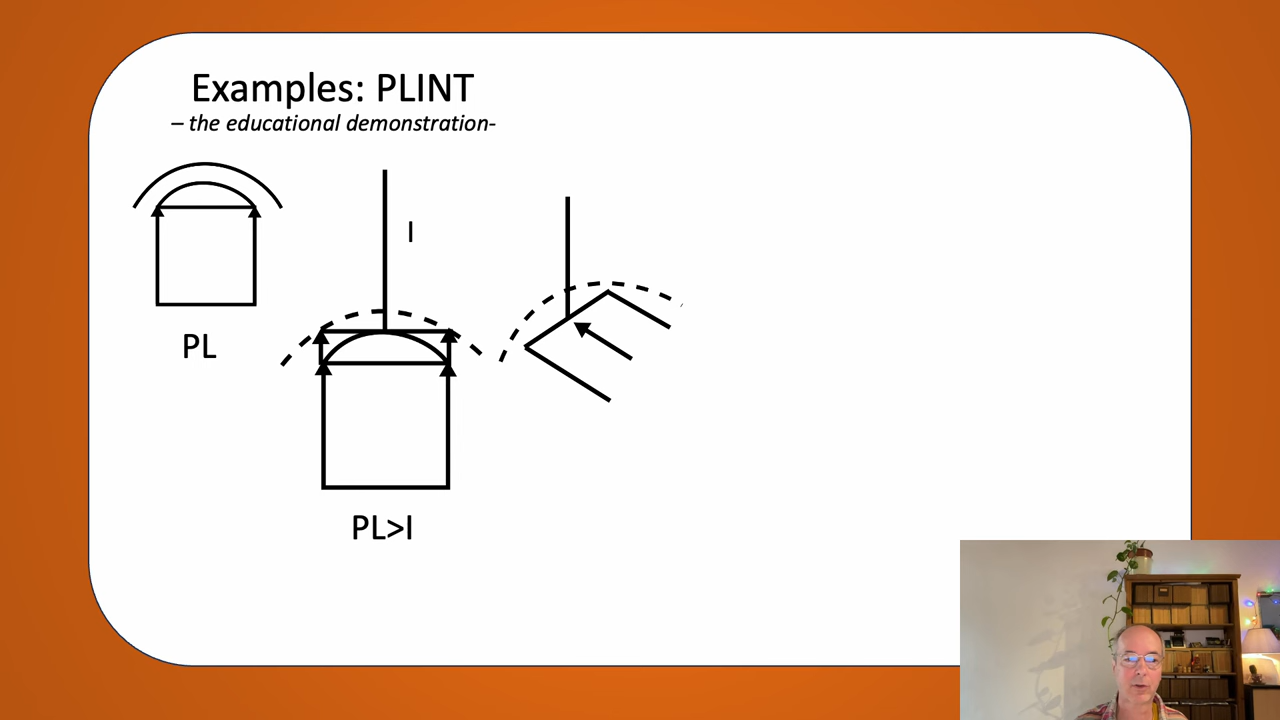 Examples: PLINT
– the educational demonstration-
I
PL
PL>I